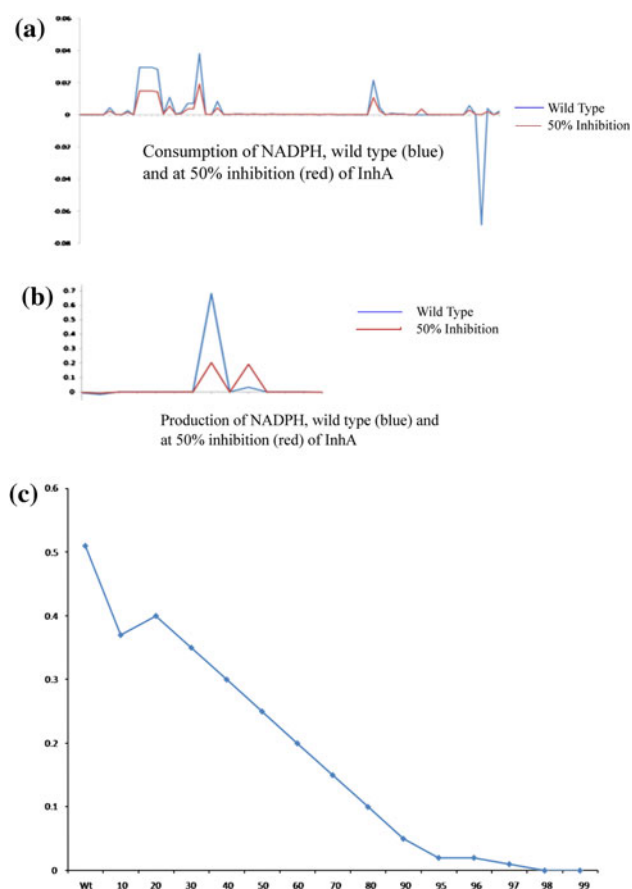 (a)
0.06
0.04
0.02
0
0.02
0.04
0.06
0.08
Wild Type
50% Inhibition
Consumption of NADPH, wild type (blue)
and at 50% inhibition (red) of InhA
(b)
0.7
0.6
0.5
0.4
0.3
0.2
0.1
0
Wild Type
50% Inhibition
Production of NADPH, wild type (blue) and
at 50% inhibition (red) of InhA
(c)
0.6
0.5
0.4
0.3
0.2
0.1
0
Wt 10 20 30 40 50 60 70 80 90 95 96 97 98 99